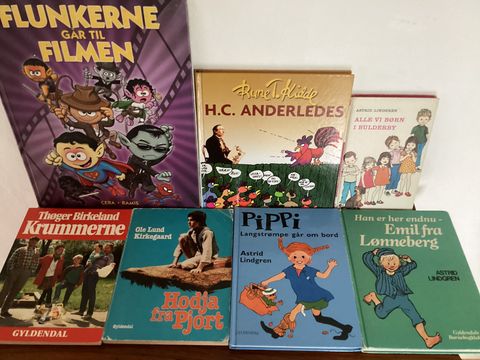 FLUNKERNE
GÅR TIL
FILMEN
CERA - RAMIS
Rune T. Kidde
H.C. ANDERLEDES
ASTRID LINDGREN
ALLE VI BØRN
I BULDERBY
Thøger Birkeland
Krummerne
GYLDENDAL
Ole Lund
Kirkegaard
Hodja
fra Pjort
Gyldendal
PiPPi
Langstrømpe går om bord
Astrid
Lindgren
GYLDENDAL
Han er her endnu -
Emil fra
Lønneberg
ASTRID
LINDGREN
Gyldendals
Børnebogklub